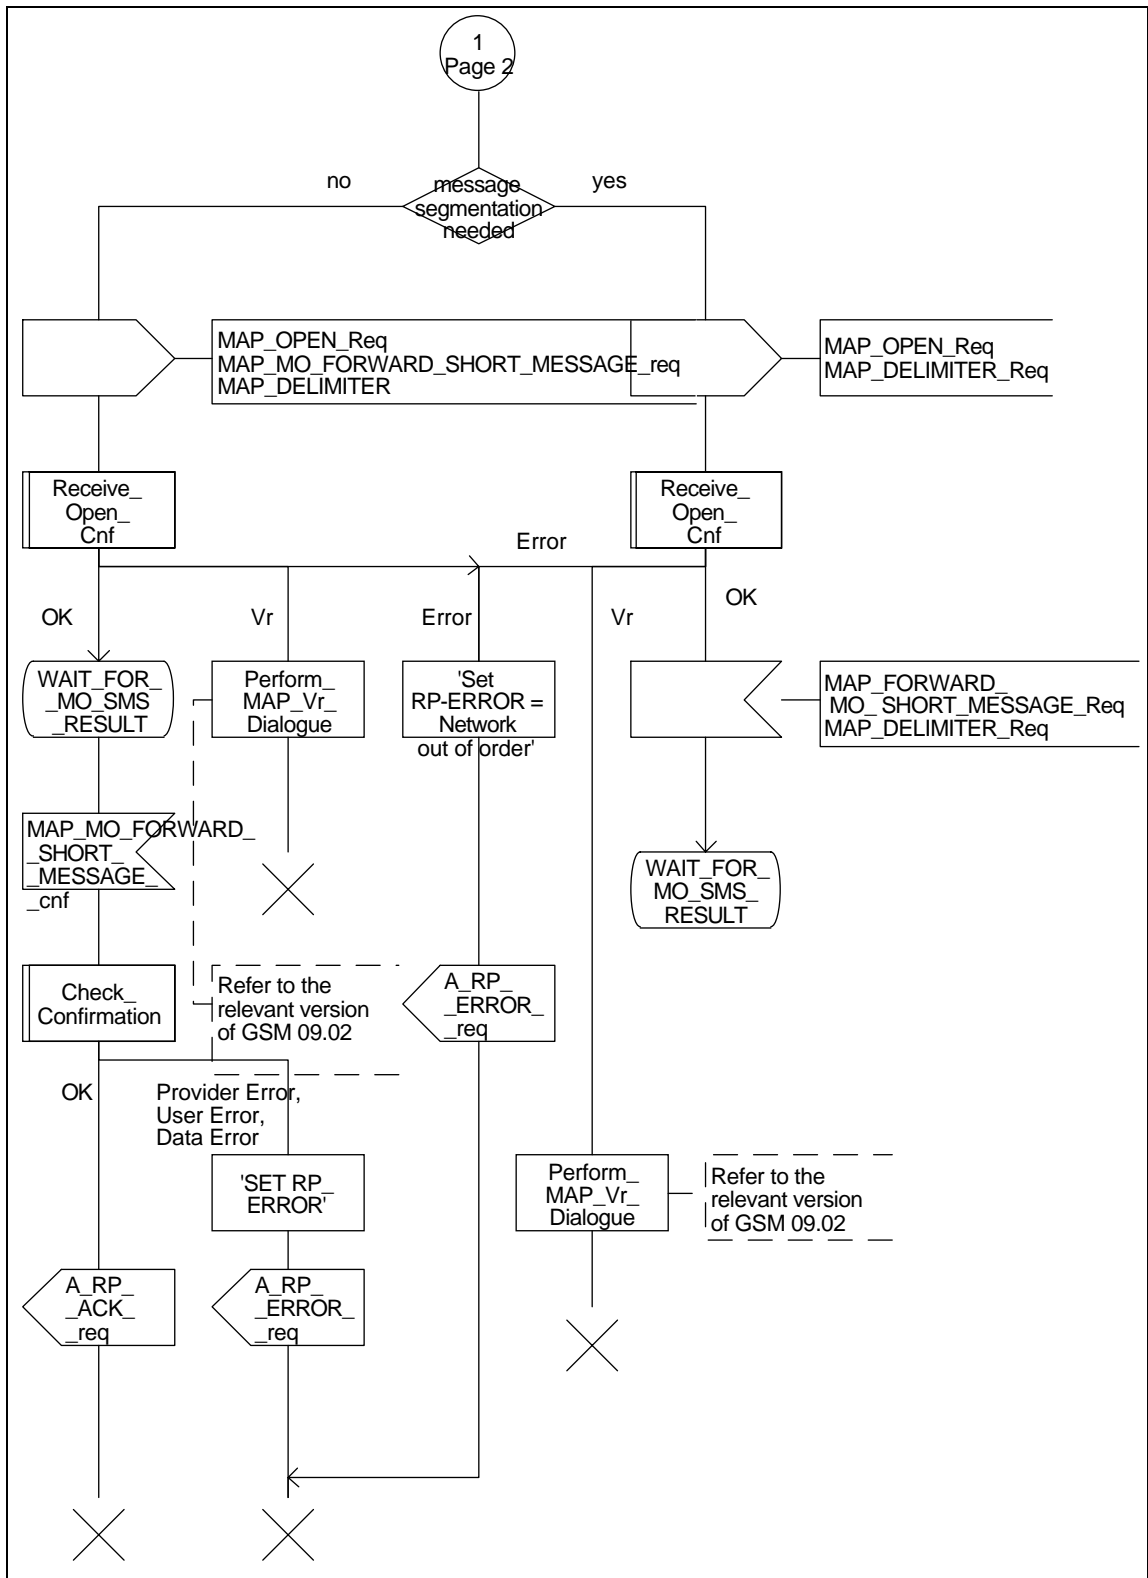 1
Page 2
no
message
segmentation
needed
yes
MAP_OPEN_Req
MAP_MO_FORWARD_SHORT_MESSAGE_req
MAP_DELIMITER
MAP_OPEN_Req
MAP_DELIMITER_Req
Receive_
Open_
Cnf
Receive_
Open_
Cnf
Error
OK
Vr
Error
Vr
OK
WAIT_FOR_
_MO_SMS
_RESULT
Perform_
MAP_Vr_
Dialogue
'Set
RP-ERROR =
Network
out of order'
MAP_FORWARD_
MO_SHORT_MESSAGE_Req
MAP_DELIMITER_Req
MAP_MO_FORWARD_
_SHORT_
_MESSAGE_
_cnf
WAIT_FOR_
MO_SMS_
RESULT
Check_
Confirmation
Refer to the
relevant version
of GSM 09.02
A_RP_
_ERROR_
_req
OK
Provider Error,
User Error,
Data Error
'SET RP_
ERROR'
Perform_
MAP_Vr_
Dialogue
Refer to the
relevant version
of GSM 09.02
A_RP_
_ACK_
_req
A_RP_
_ERROR_
_req